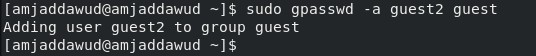 [amjaddawud@amjaddawud ~]$ sudo gpasswd -a guest2 guest
Adding user guest2 to group guest
[amjaddawud@amjaddawud ~]$